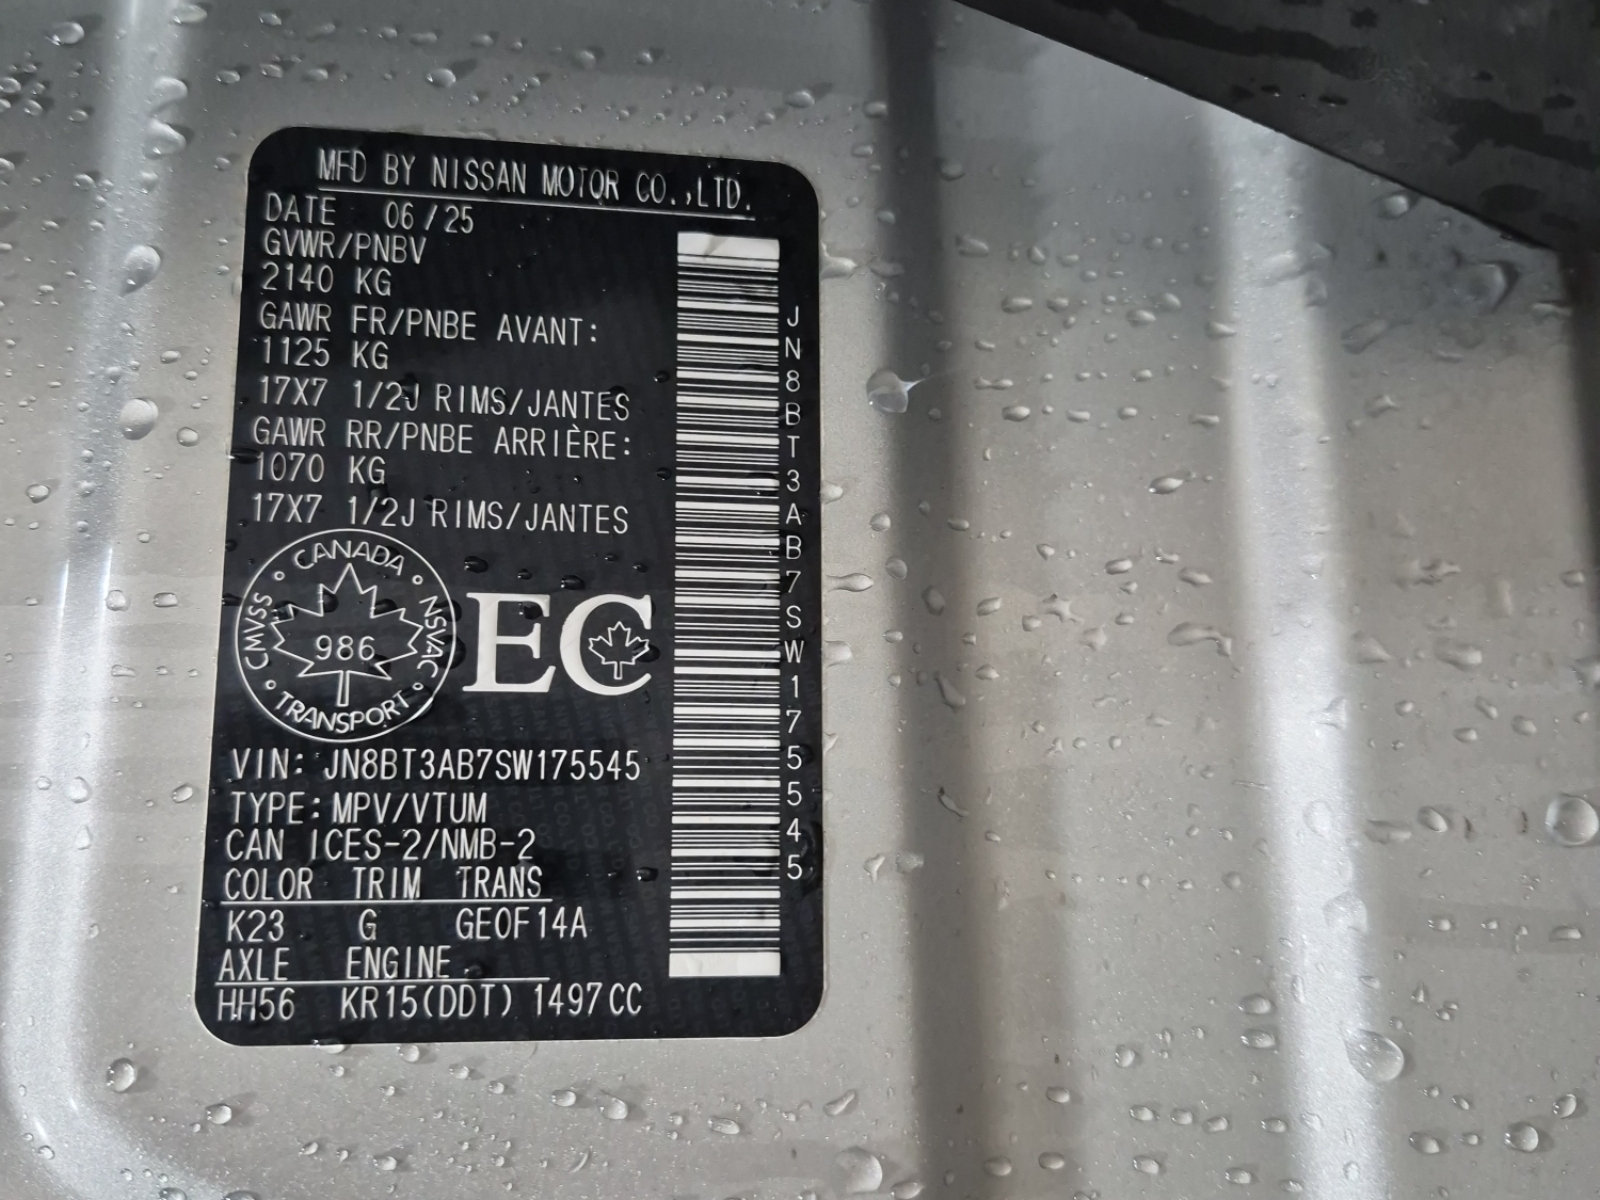 MFD BY NISSAN MOTOR CO.,LTD.
DATE 06/25
GVWR/PNBV
2140 KG
GAWR FR/PNBE AVANT:
1125 KG
17X7 1/2J RIMS/JANTES
GAWR RR/PNBE ARRIÈRE:
1070 KG
17X7 1/2J RIMS/JANTES
CANADA
CMVSS
986
NSVAC
TRANSPORT
EC
VIN: JN8BT3AB7SW175545
TYPE: MPV/VTUM
CAN ICES-2/NMB-2
COLOR TRIM TRANS
K23 G GE0F14A
AXLE ENGINE
HH56 KR15(DDT) 1497CC
JN8BT3AB7SW175545